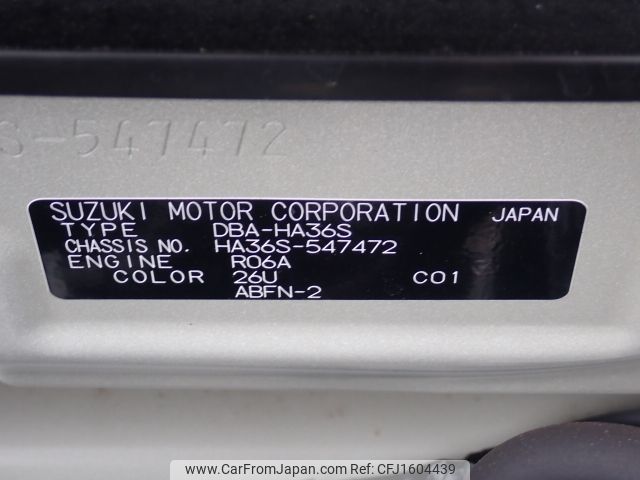 S-547472
SUZUKI MOTOR CORPORATION JAPAN
TYPE DBA-HA36S
CHASSIS NO. HA36S-547472
ENGINE R06A
COLOR 26U C01
ABFN-2
www.CarFromJapan.com | CarFromJapan-CFJ1604439